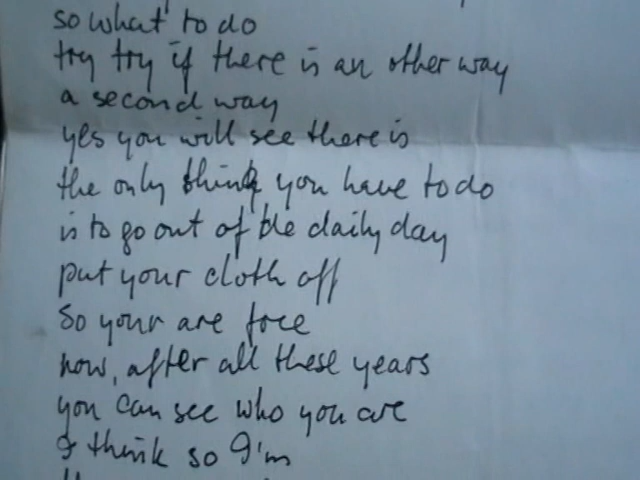 so what to do
try try if there is an other way
a second way
yes you will see there is
the only think you have to do
is to go out of the daily day
put your cloth off
So your are free
now, after all these years
you can see who you are
I think so I'm